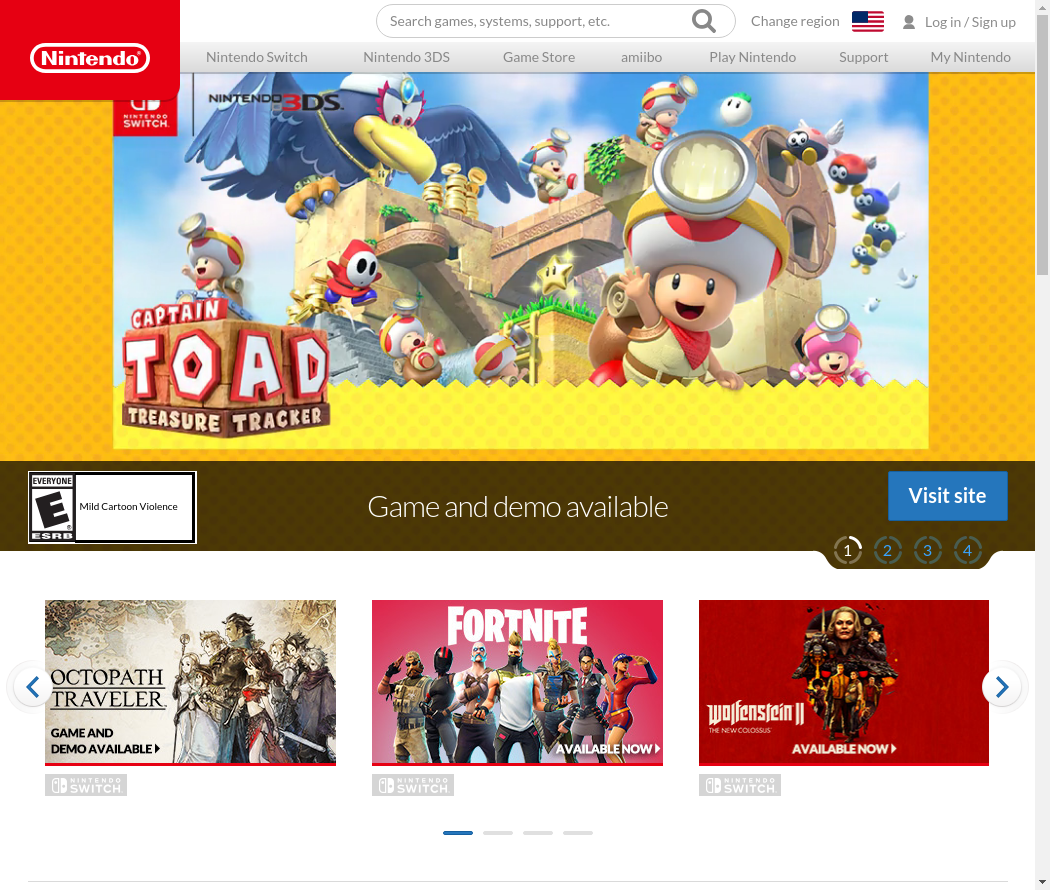 Nintendo
Search games, systems, support, etc.
Change region
Log in / Sign up
Nintendo Switch
Nintendo 3DS
Game Store
amiibo
Play Nintendo
Support
My Nintendo
NINTENDO
SWITCH.
NINTENDO3DS.
CAPTAIN
TOAD
TREASURE TRACKER
EVERYONE
E
ESRB
Mild Cartoon Violence
Game and demo available
Visit site
1 2 3 4
OCTOPATH
TRAVELER
GAME AND
DEMO AVAILABLE
NINTENDO
SWITCH
FORTNITE
AVAILABLE NOW
NINTENDO
SWITCH
Wolfenstein II
THE NEW COLOSSUS
AVAILABLE NOW
NINTENDO
SWITCH